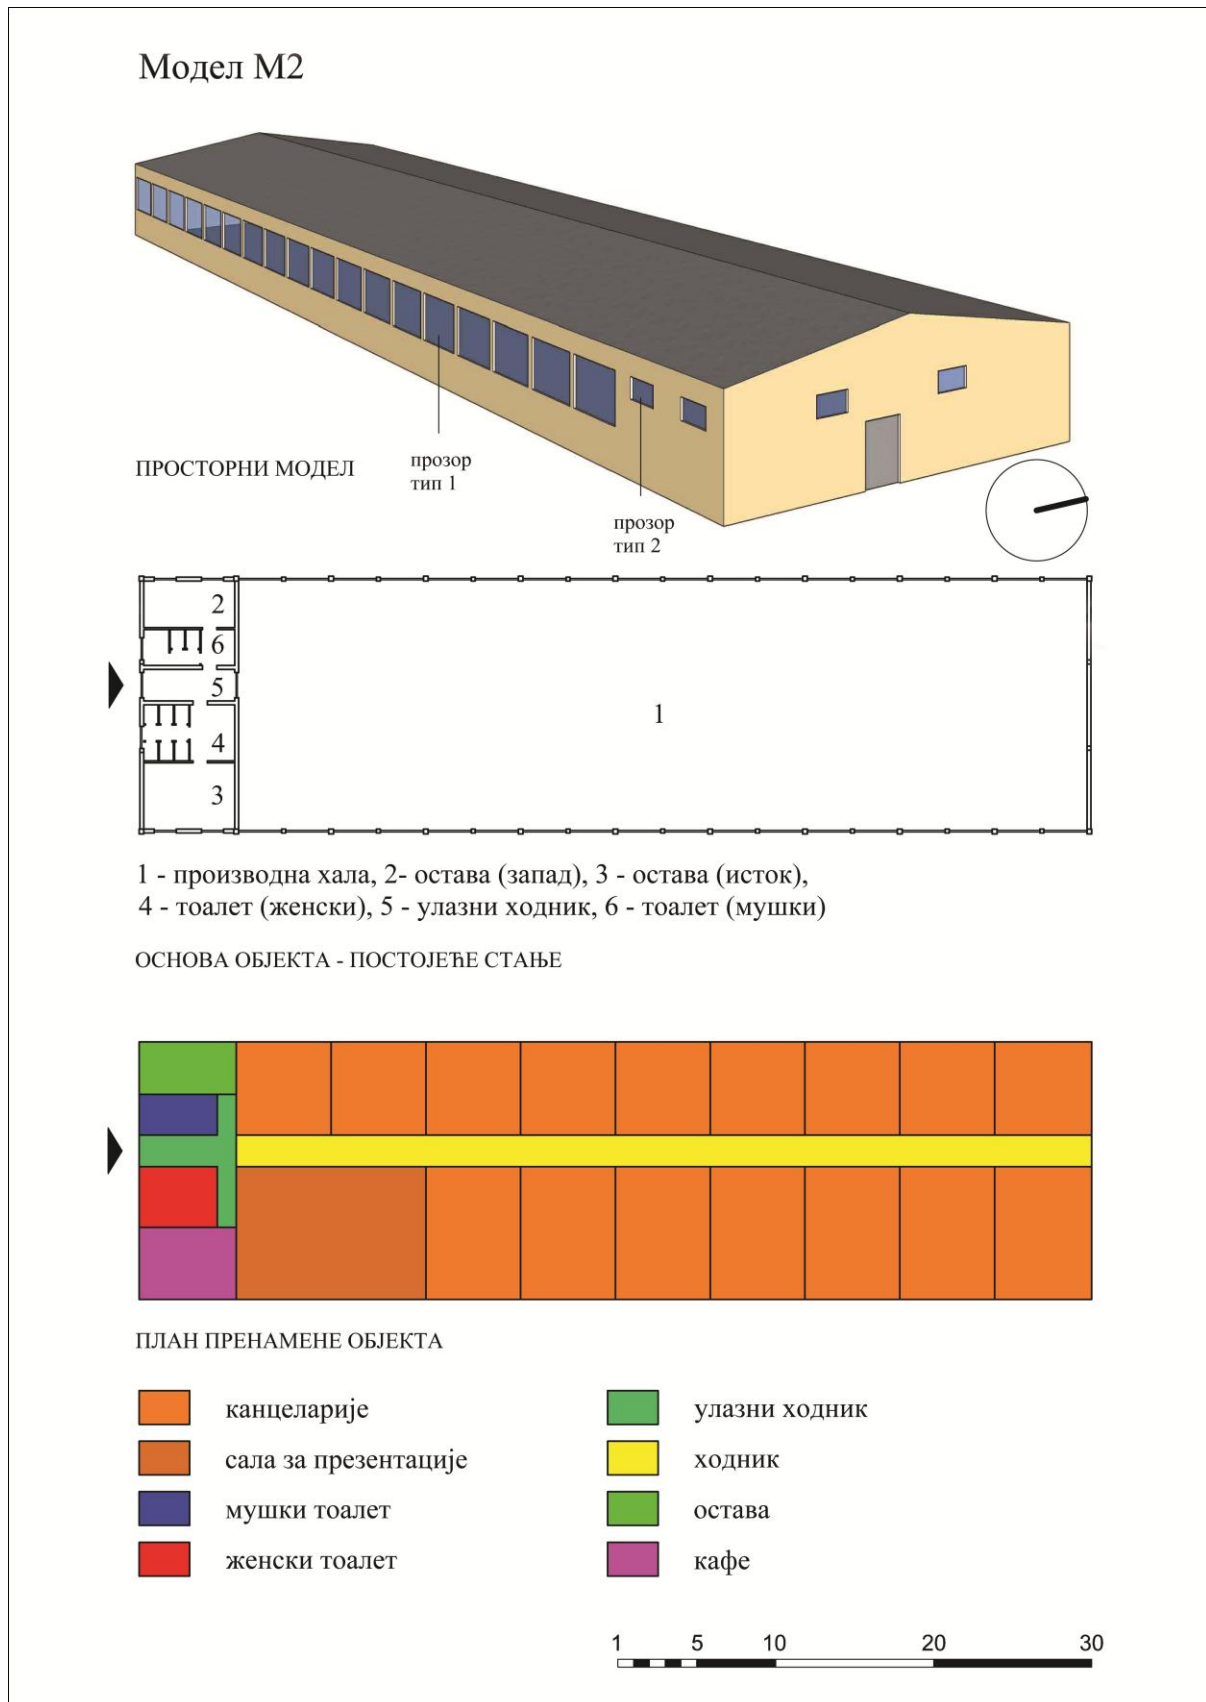 Модел М2
ПРОСТОРНИ МОДЕЛ
прозор
тип 1
прозор
тип 2
2
6
5
4
3
1
1 - производна хала, 2- остава (запад), 3 - остава (исток),
4 - тоалет (женски), 5 - улазни ходник, 6 - тоалет (мушки)
ОСНОВА ОБЈЕКТА - ПОСТОЈЕЋЕ СТАЊЕ
ПЛАН ПРЕНАМЕНЕ ОБЈЕКТА
канцеларије
сала за презентације
мушки тоалет
женски тоалет
улазни ходник
ходник
остава
кафе
1 5 10 20 30